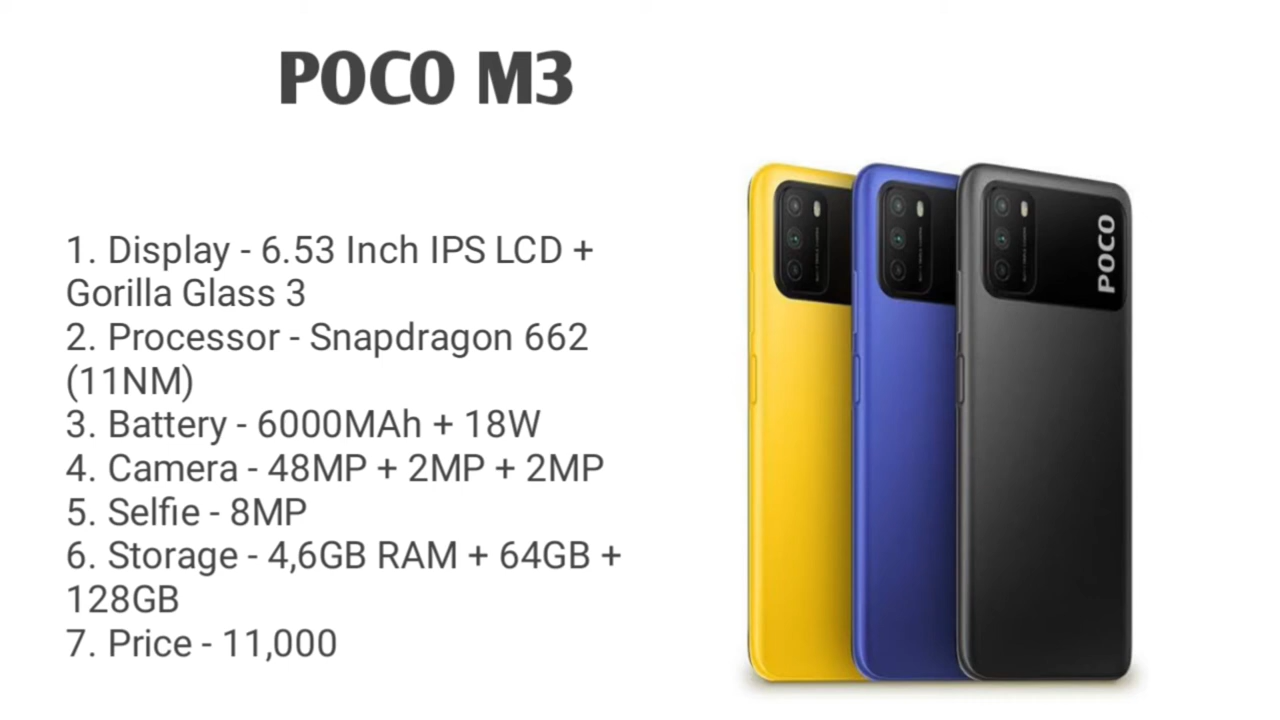 POCO M3
1. Display - 6.53 Inch IPS LCD +
Gorilla Glass 3
2. Processor - Snapdragon 662
(11NM)
3. Battery - 6000MAh + 18W
4. Camera - 48MP + 2MP + 2MP
5. Selfie - 8MP
6. Storage - 4,6GB RAM + 64GB +
128GB
7. Price - 11,000
POCO